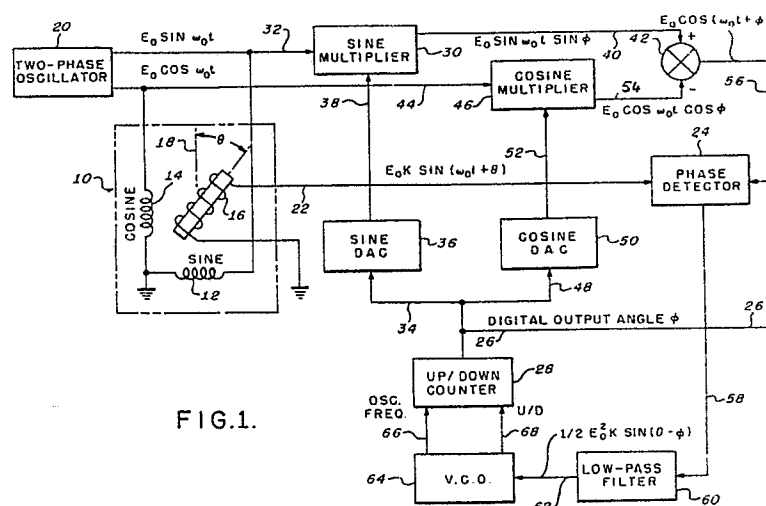 20
TWO-PHASE
OSCILLATOR
E₀ SIN ω₀t
E₀ COS ω₀t
32
SINE
MULTIPLIER
30
E₀ SIN ω₀t SIN ϕ
40
E₀ COS (ω₀t + ϕ
42
+
-
56
38
44
46
COSINE
MULTIPLIER
54
E₀ COS ω₀t COS ϕ
10
18
θ
14
COSINE
16
SINE
12
22
E₀K SIN (ω₀t + θ)
52
24
PHASE
DETECTOR
SINE
DAC
36
COSINE
DAC
50
34
48
DIGITAL OUTPUT ANGLE ϕ
26
26
UP/DOWN
COUNTER
28
OSC.
FREQ.
66
U/D
68
58
FIG.1.
1/2 E₀²K SIN (θ-ϕ)
64
V.C.O.
62
LOW-PASS
FILTER
60